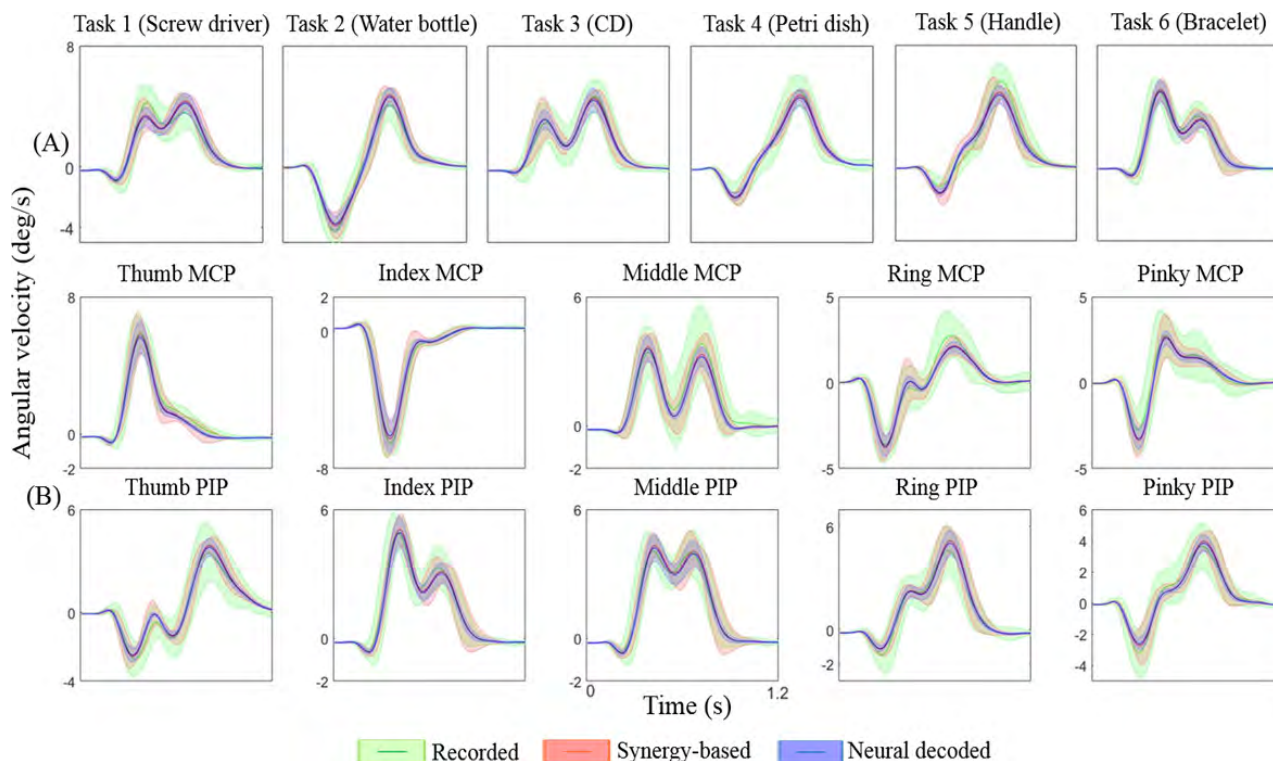 Task 1 (Screw driver) Task 2 (Water bottle) Task 3 (CD) Task 4 (Petri dish) Task 5 (Handle) Task 6 (Bracelet)
8
(A)
0
-4
Angular velocity (deg/s)
Thumb MCP Index MCP Middle MCP Ring MCP Pinky MCP
8 2 6 5 5
0 0 0 0 0
-2 -8 -2 -5 -5
(B)
Thumb PIP Index PIP Middle PIP Ring PIP Pinky PIP
6 6 6 6 6
4
2
0 0 0 0 0
-2
-4 -2 -2 -2 -4
0 1.2
Time (s)
Recorded Synergy-based Neural decoded